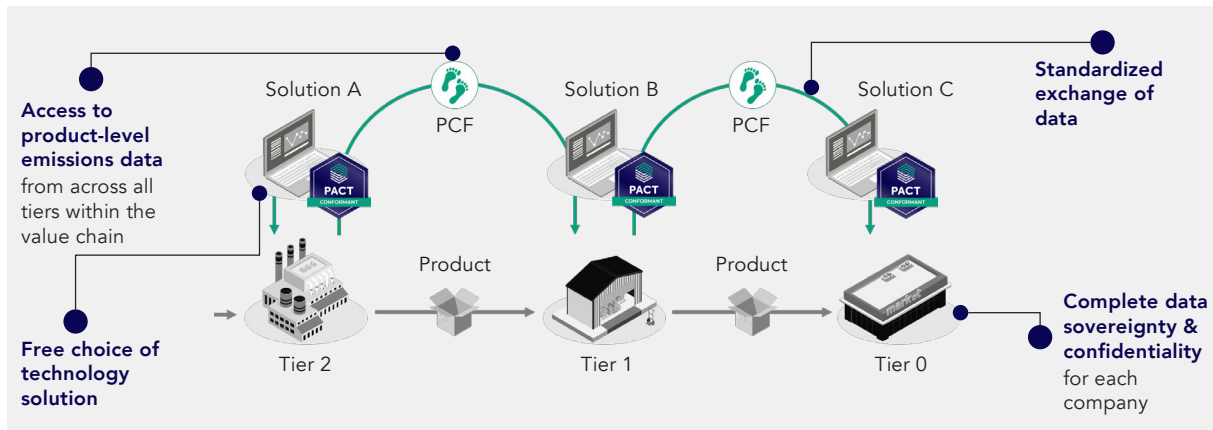 Access to
product-level
emissions data
from across all
tiers within the
value chain
Free choice of
technology
solution
Solution A
PCF
Solution B
PCF
Solution C
PACT
CONFORMANT
PACT
CONFORMANT
PACT
CONFORMANT
Product
Product
market
Tier 2
Tier 1
Tier 0
Standardized
exchange of
data
Complete data
sovereignty &
confidentiality
for each
company